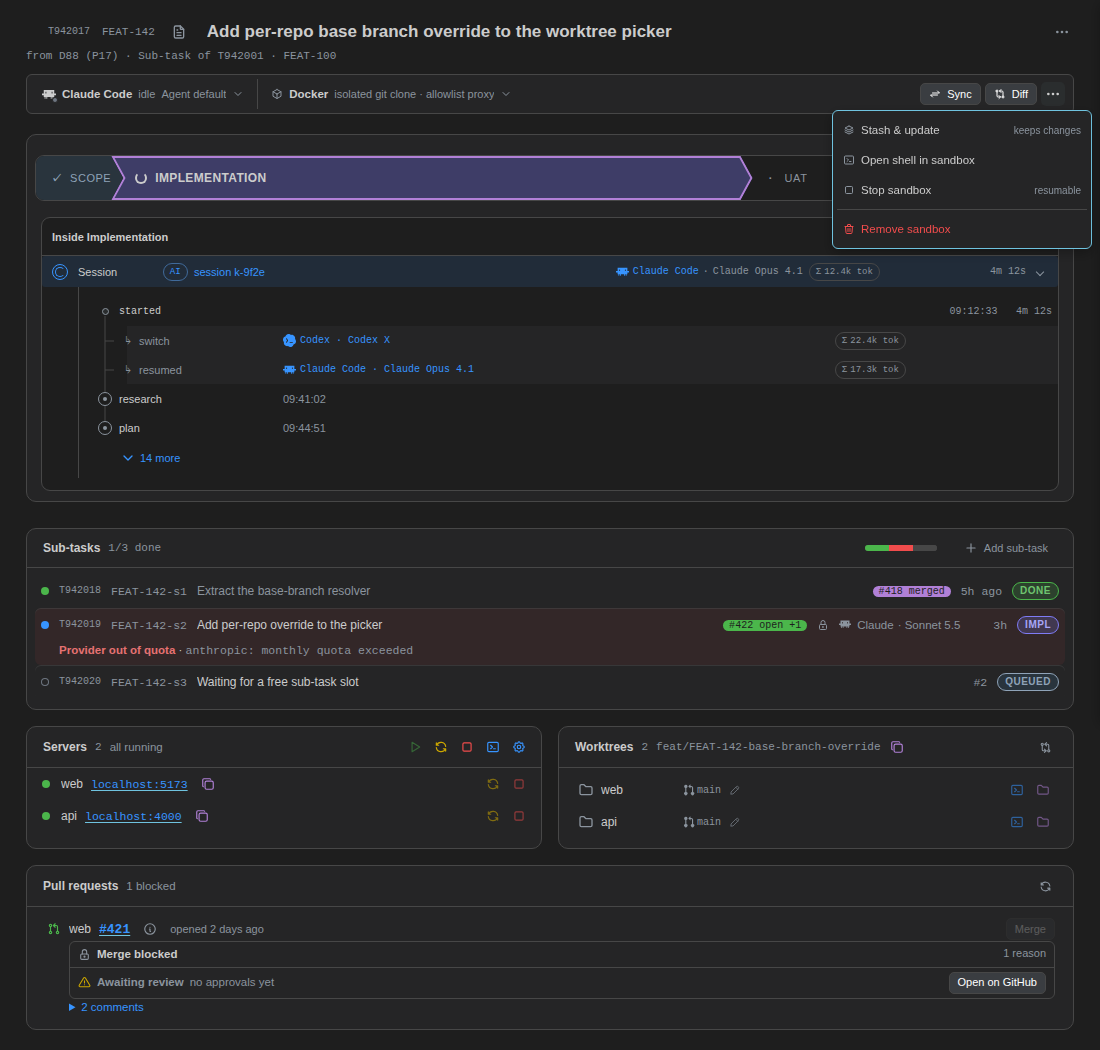 T942017 FEAT-142 Add per-repo base branch override to the worktree picker
from D88 (P17) · Sub-task of T942001 · FEAT-100
Claude Code idle Agent default Docker isolated git clone · allowlist proxy Sync Diff
Stash & update keeps changes
Open shell in sandbox
Stop sandbox resumable
Remove sandbox
SCOPE IMPLEMENTATION UAT
Inside Implementation
Session AI session k-9f2e Claude Code · Claude Opus 4.1 Σ 12.4k tok 4m 12s
started 09:12:33 4m 12s
↳ switch Codex · Codex X Σ 22.4k tok
↳ resumed Claude Code · Claude Opus 4.1 Σ 17.3k tok
research 09:41:02
plan 09:44:51
14 more
Sub-tasks 1/3 done Add sub-task
T942018 FEAT-142-s1 Extract the base-branch resolver #418 merged 5h ago DONE
T942019 FEAT-142-s2 Add per-repo override to the picker #422 open +1 Claude · Sonnet 5.5 3h IMPL
Provider out of quota · anthropic: monthly quota exceeded
T942020 FEAT-142-s3 Waiting for a free sub-task slot #2 QUEUED
Servers 2 all running
web localhost:5173
api localhost:4000
Worktrees 2 feat/FEAT-142-base-branch-override
web main
api main
Pull requests 1 blocked
web #421 opened 2 days ago Merge
Merge blocked 1 reason
Awaiting review no approvals yet Open on GitHub
2 comments